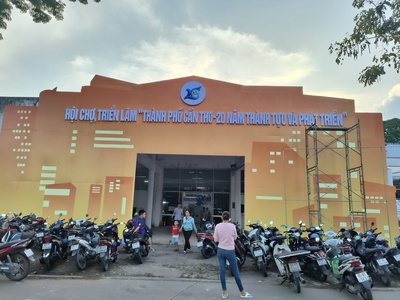 HỘI CHỢ, TRIỂN LÃM "THÀNH PHỐ CẦN THƠ-20 NĂM THÀNH TỰU VÀ PHÁT TRIỂN"